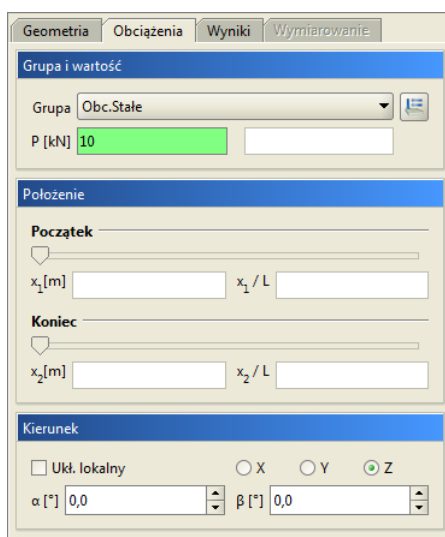 Geometria Obciążenia Wyniki Wymiarowanie
Grupa i wartość
Grupa Obc.Stałe
P [kN] 10
Położenie
Początek
x1[m] x1 / L
Koniec
x2[m] x2 / L
Kierunek
Ukł. lokalny X Y Z
α [°] 0,0 β [°] 0,0